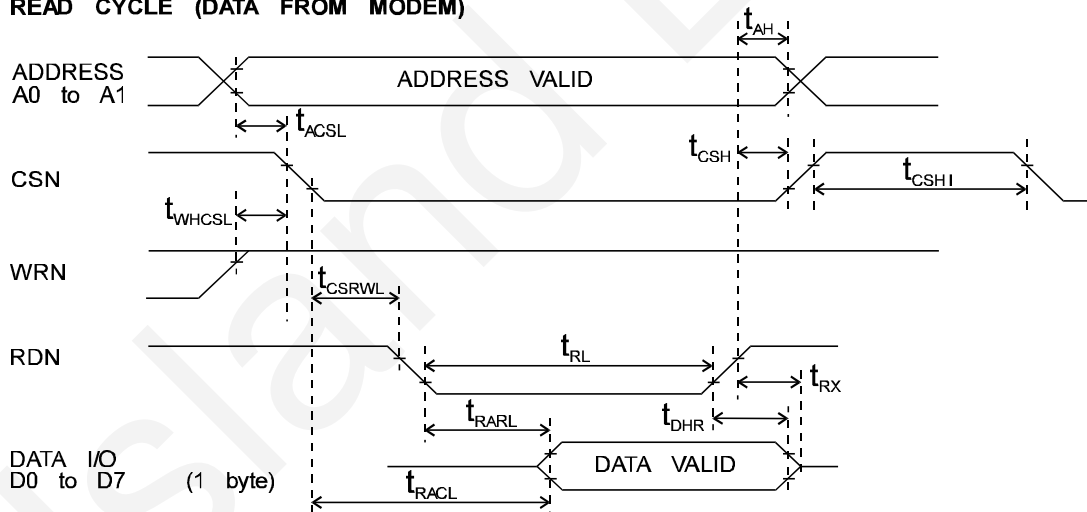 READ CYCLE (DATA FROM MODEM)
tAH
ADDRESS
A0 to A1
ADDRESS VALID
tACSL
tCSH
CSN
tCSHI
tWHCSL
WRN
tCSRWL
RDN
tRL
tRX
tRARL
tDHR
DATA I/O
D0 to D7 (1 byte)
DATA VALID
tRACL